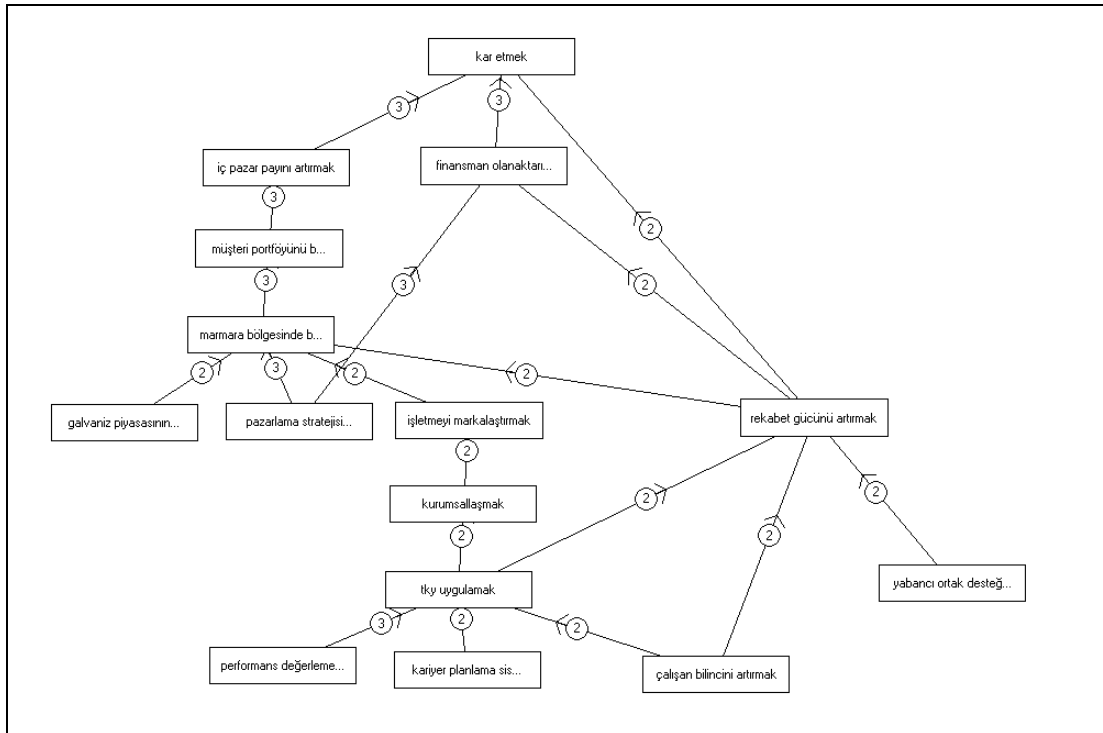 kar etmek
3
3
iç pazar payını artırmak
finansman olanakları...
3
2
müşteri portföyünü b...
2
3
3
marmara bölgesinde b...
2
3
2
2
galvaniz piyasasının...
pazarlama stratejisi...
işletmeyi markalaştırmak
rekabet gücünü artırmak
2
kurumsallaşmak
2
2
2
2
tky uygulamak
yabancı ortak desteğ...
3
2
2
performans değerleme...
kariyer planlama sis...
çalışan bilincini artırmak